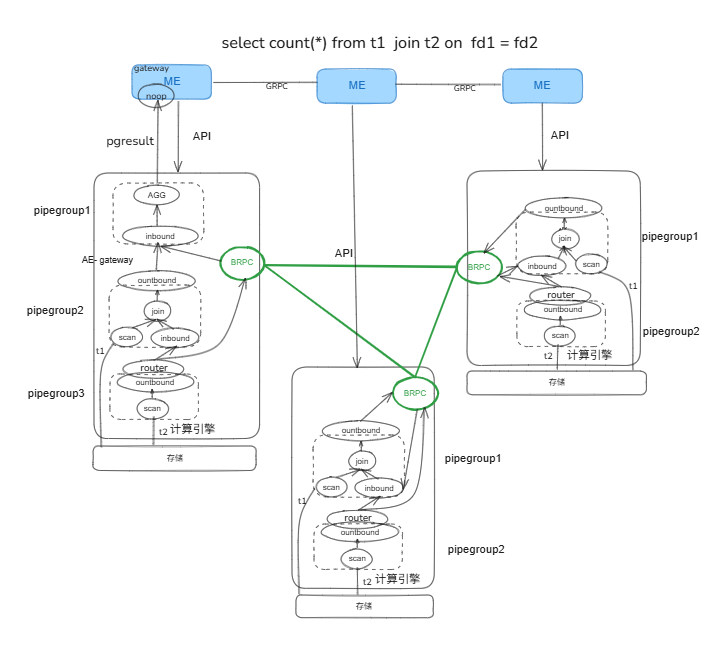 select count(*) from t1 join t2 on fd1 = fd2
gateway
ME
noop
GRPC
ME
GRPC
ME
pgresult
API
API
API
pipegroup1
AGG
inbound
AE- gateway
BRPC
ountbound
pipegroup2
join
scan
inbound
t1
router
ountbound
pipegroup3
scan
t2 计算引擎
存储
ountbound
pipegroup1
join
BRPC
inbound
scan
t1
router
ountbound
pipegroup2
scan
t2 计算引擎
存储
BRPC
ountbound
join
pipegroup1
scan
inbound
t1
router
ountbound
pipegroup2
scan
t2 计算引擎
存储